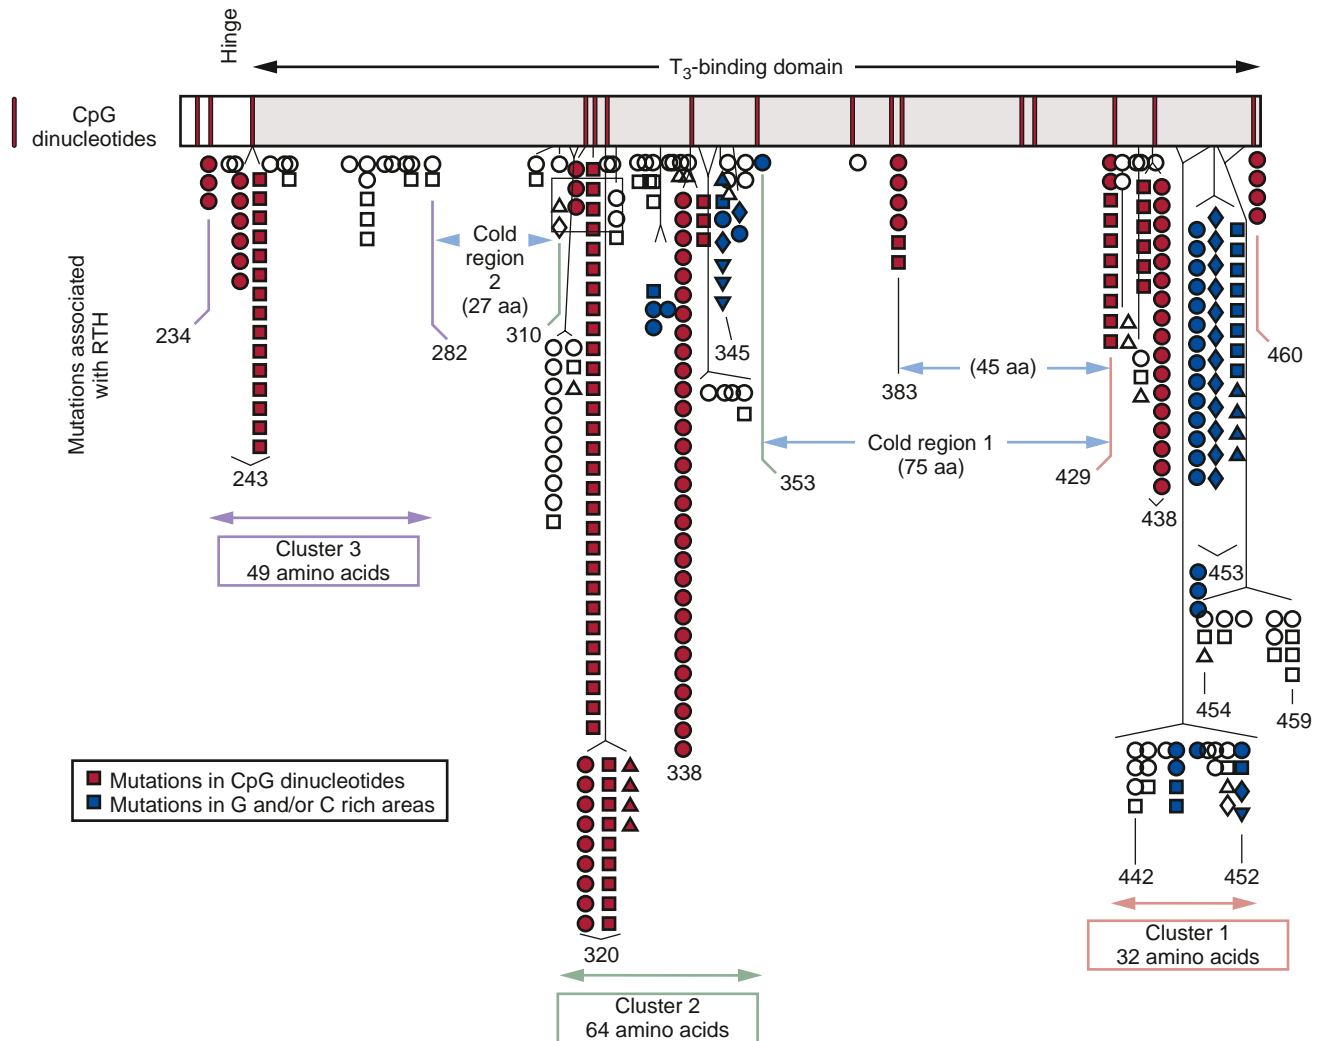 Hinge
T3-binding domain
CpG
dinucleotides
Mutations associated
with RTH
Cold
region
2
(27 aa)
234
282
310
345
383
(45 aa)
460
243
Cold region 1
(75 aa)
353
429
438
Cluster 3
49 amino acids
453
454
459
338
Mutations in CpG dinucleotides
Mutations in G and/or C rich areas
442
452
320
Cluster 1
32 amino acids
Cluster 2
64 amino acids